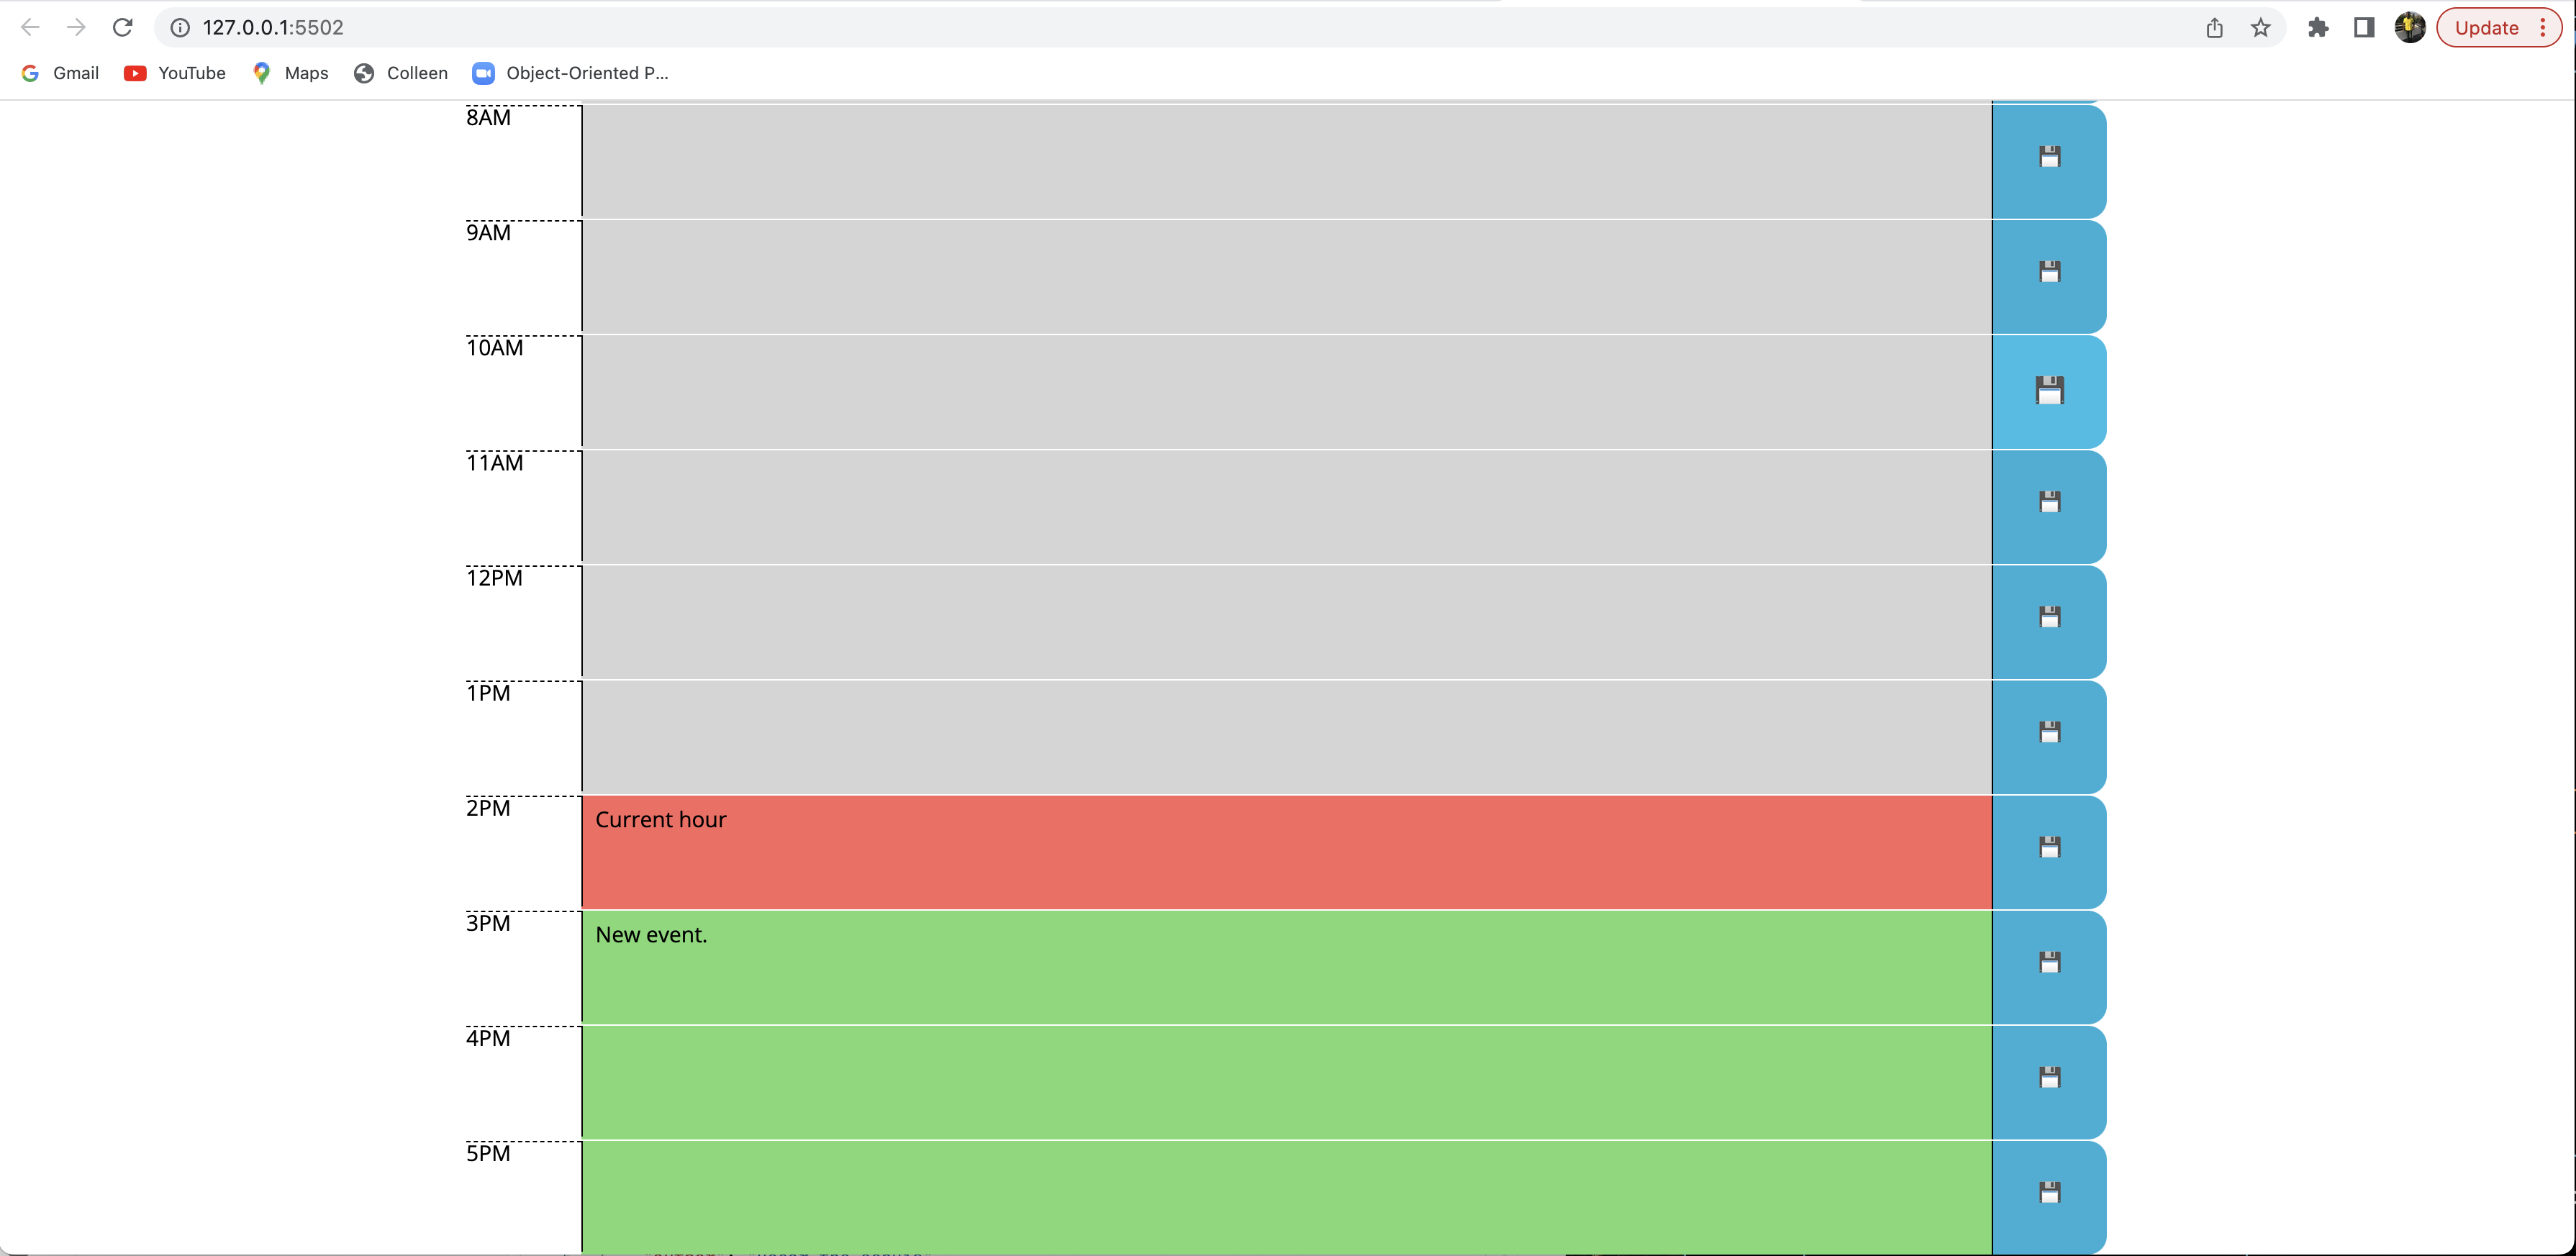 127.0.0.1:5502
Update
Gmail YouTube Maps Colleen Object-Oriented P...
8AM
9AM
10AM
11AM
12PM
1PM
2PM Current hour
3PM New event.
4PM
5PM